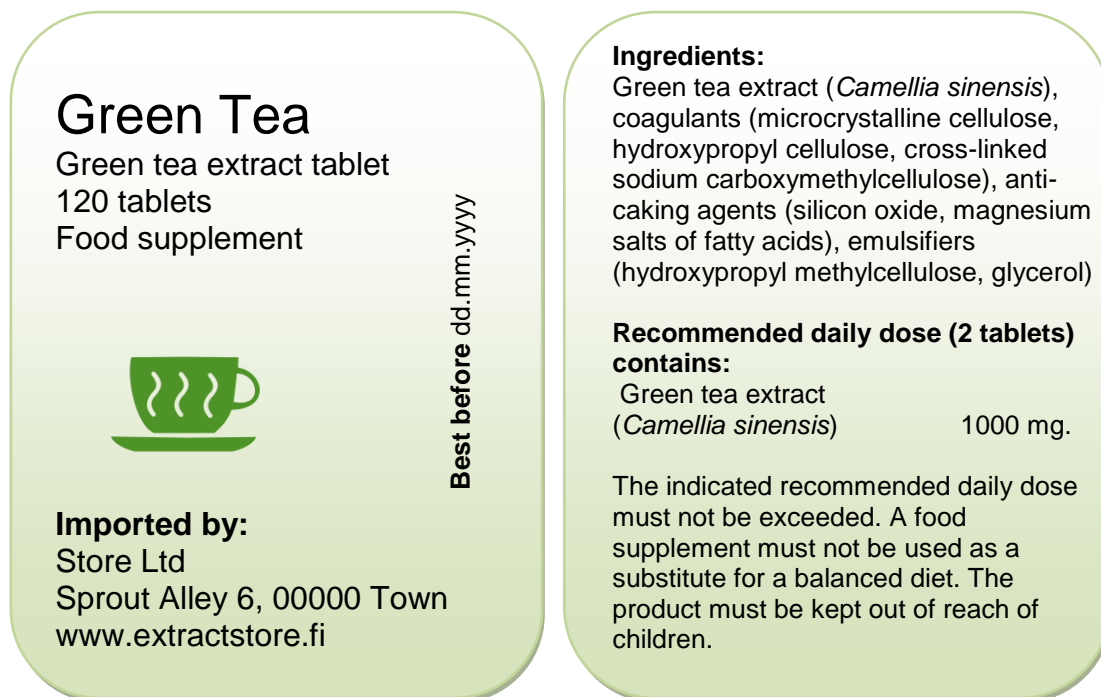 Green Tea
Green tea extract tablet
120 tablets
Food supplement
Best before dd.mm.yyyy
Imported by:
Store Ltd
Sprout Alley 6, 00000 Town
www.extractstore.fi
Ingredients:
Green tea extract (Camellia sinensis),
coagulants (microcrystalline cellulose,
hydroxypropyl cellulose, cross-linked
sodium carboxymethylcellulose), anti-
caking agents (silicon oxide, magnesium
salts of fatty acids), emulsifiers
(hydroxypropyl methylcellulose, glycerol)
Recommended daily dose (2 tablets)
contains:
Green tea extract
(Camellia sinensis) 1000 mg.
The indicated recommended daily dose
must not be exceeded. A food
supplement must not be used as a
substitute for a balanced diet. The
product must be kept out of reach of
children.